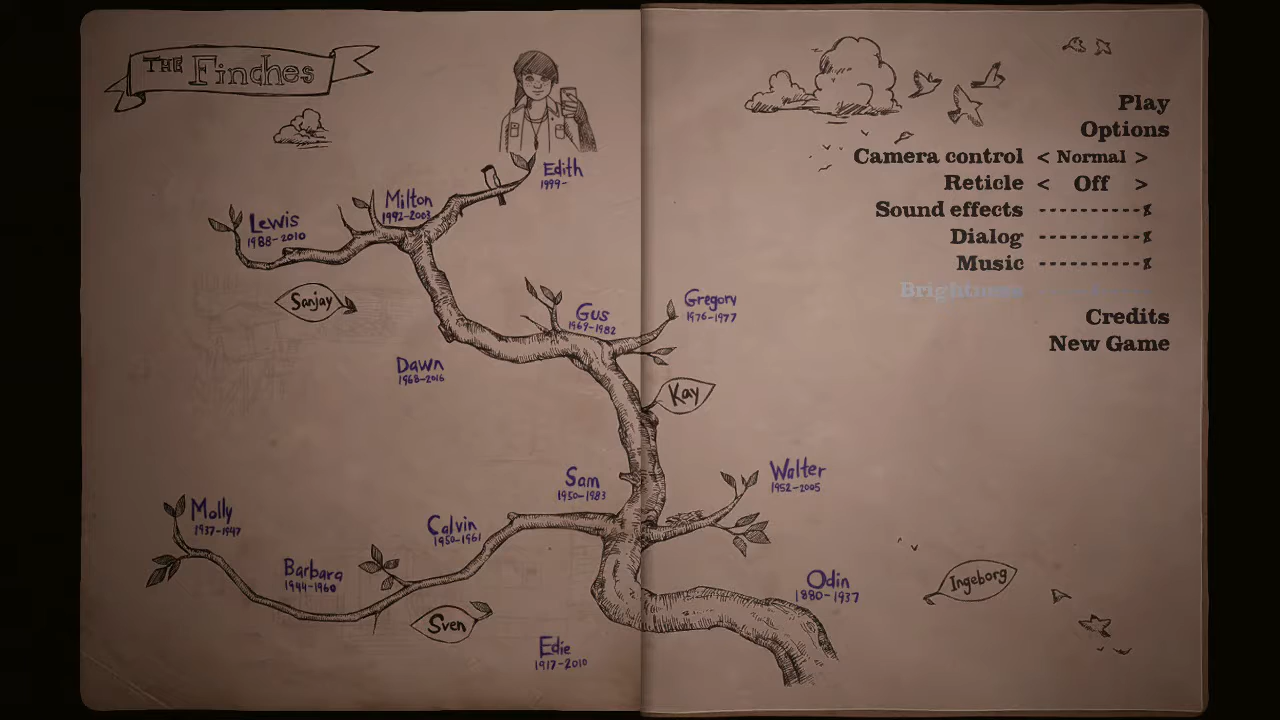 THE Finches
Edith
1999-
Milton
1992-2003
Lewis
1988-2010
Sanjay
Gus
1969-1982
Gregory
1976-1977
Dawn
1968-2016
Kay
Sam
1950-1983
Walter
1952-2005
Molly
1937-1947
Calvin
1950-1961
Barbara
1944-1960
Sven
Edie
1917-2010
Odin
1880-1937
Ingeborg
Play
Options
Camera control < Normal >
Reticle < Off >
Sound effects
Dialog
Music
Brightness
Credits
New Game